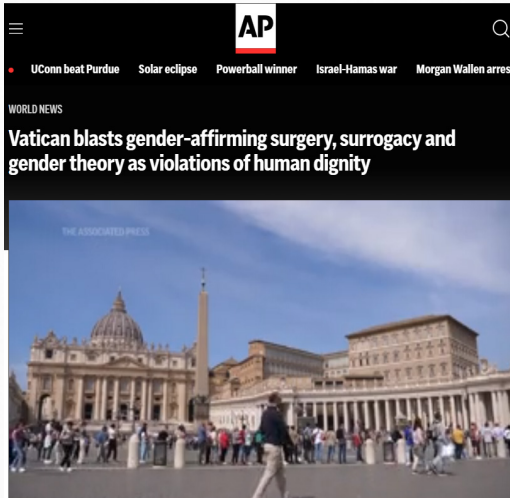 AP
UConn beat Purdue Solar eclipse Powerball winner Israel-Hamas war Morgan Wallen arres
WORLD NEWS
Vatican blasts gender-affirming surgery, surrogacy and
gender theory as violations of human dignity
THE ASSOCIATED PRESS